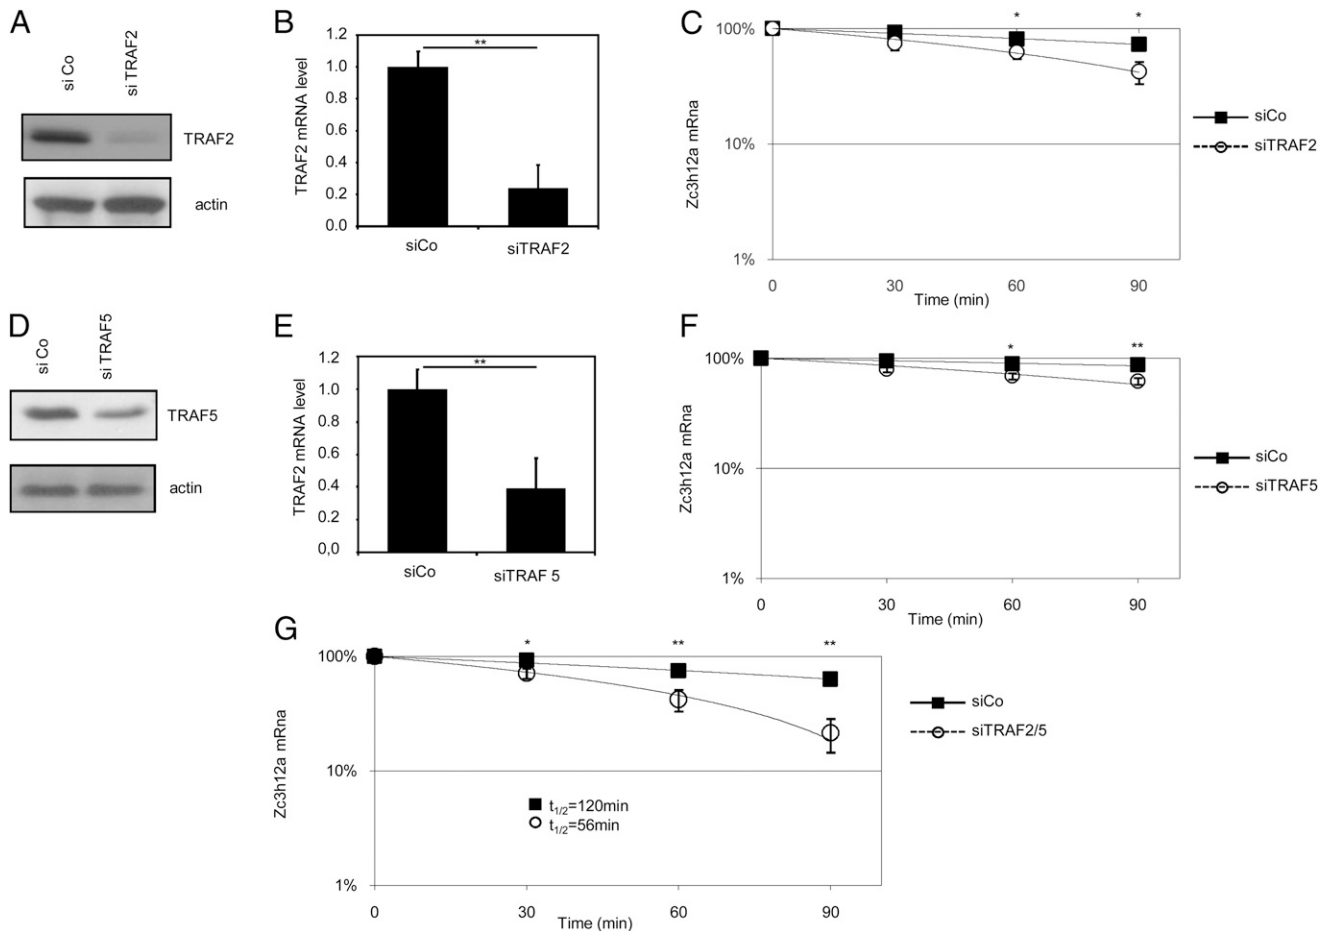 A
si Co
si TRAF2
TRAF2
actin
B
TRAF2 mRNA level
1.2
1.0
0.8
0.6
0.4
0.2
0.0
**
siCo
siTRAF2
C
Zc3h12a mRna
100%
10%
1%
*
*
0
30
60
90
Time (min)
siCo
siTRAF2
D
si Co
si TRAF5
TRAF5
actin
E
TRAF2 mRNA level
1.2
1.0
0.8
0.6
0.4
0.2
0,0
**
siCo
siTRAF 5
F
Zc3h12a mRna
100%
10%
1%
*
**
0
30
60
90
Time (min)
siCo
siTRAF5
G
Zc3h12a mRna
100%
10%
1%
*
**
**
t1/2=120min
t1/2=56min
0
30
60
90
Time (min)
siCo
siTRAF2/5